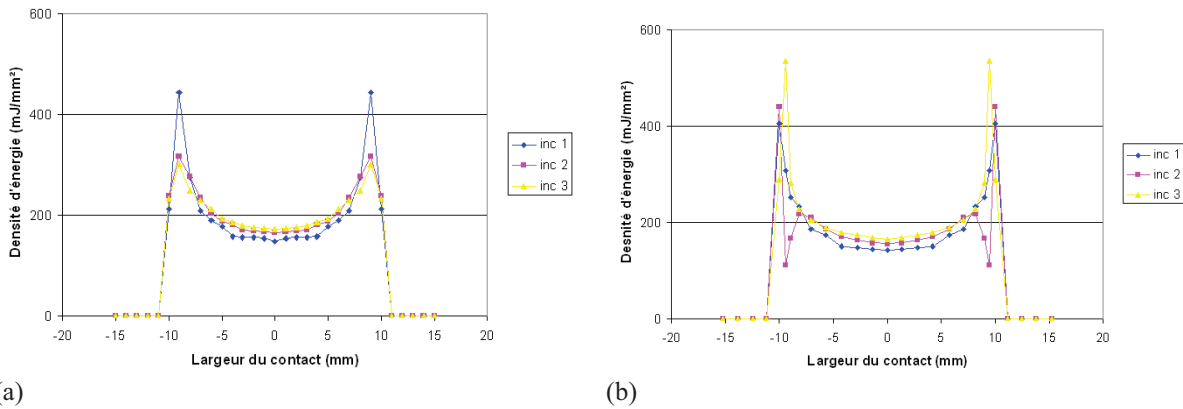 600
400
200
0
-20 -15 -10 -5 0 5 10 15 20
Densité d'énergie (mJ/mm²)
Largeur du contact (mm)
inc 1
inc 2
inc 3
(a)
600
400
200
0
-20 -15 -10 -5 0 5 10 15 20
Desnité d'énergie (mJ/mm²)
Largeur du contact (mm)
inc 1
inc 2
inc 3
(b)